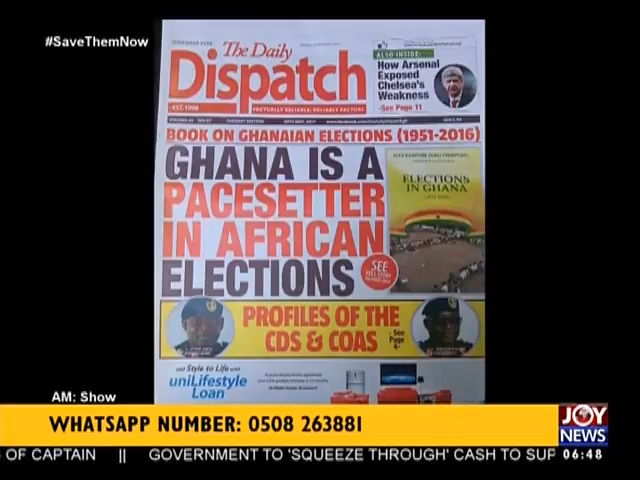 #SaveThemNow
The Daily
Dispatch
EST. 1999
FACTUALLY RELIABLE; RELIABLE FACTUAL
ALSO INSIDE:
How Arsenal
Exposed
Chelsea's
Weakness
-See Page 11
BOOK ON GHANAIAN ELECTIONS (1951-2016)
GHANA IS A
PACESETTER
IN AFRICAN
ELECTIONS
ELECTIONS
IN GHANA
SEE
PROFILES OF THE
CDS & COAS
-See
Page
Style to Life with
uniLifestyle
Loan
AM: Show
WHATSAPP NUMBER: 0508 263881
JOY
NEWS
OF CAPTAIN || GOVERNMENT TO 'SQUEEZE THROUGH' CASH TO SUP
06:48